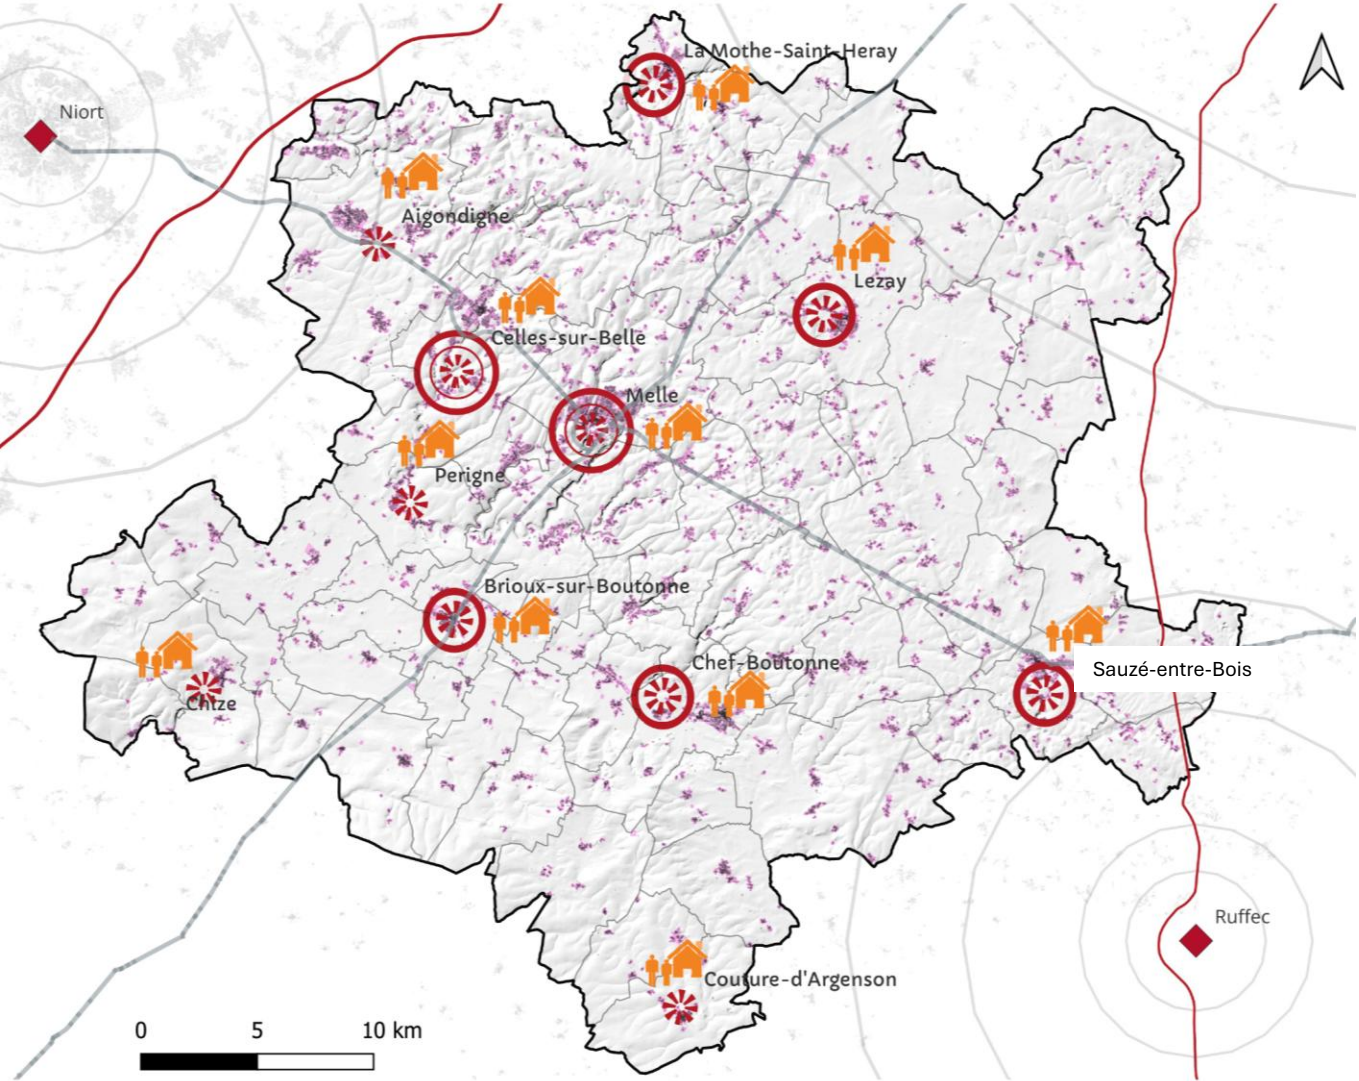 La Mothe-Saint-Heray
Niort
Aigondigne
Lezay
Celles-sur-Belle
Melle
Perigne
Brioux-sur-Boutonne
Chef-Boutonne
Sauzé-entre-Bois
Chize
Ruffec
Couture-d'Argenson
0 5 10 km